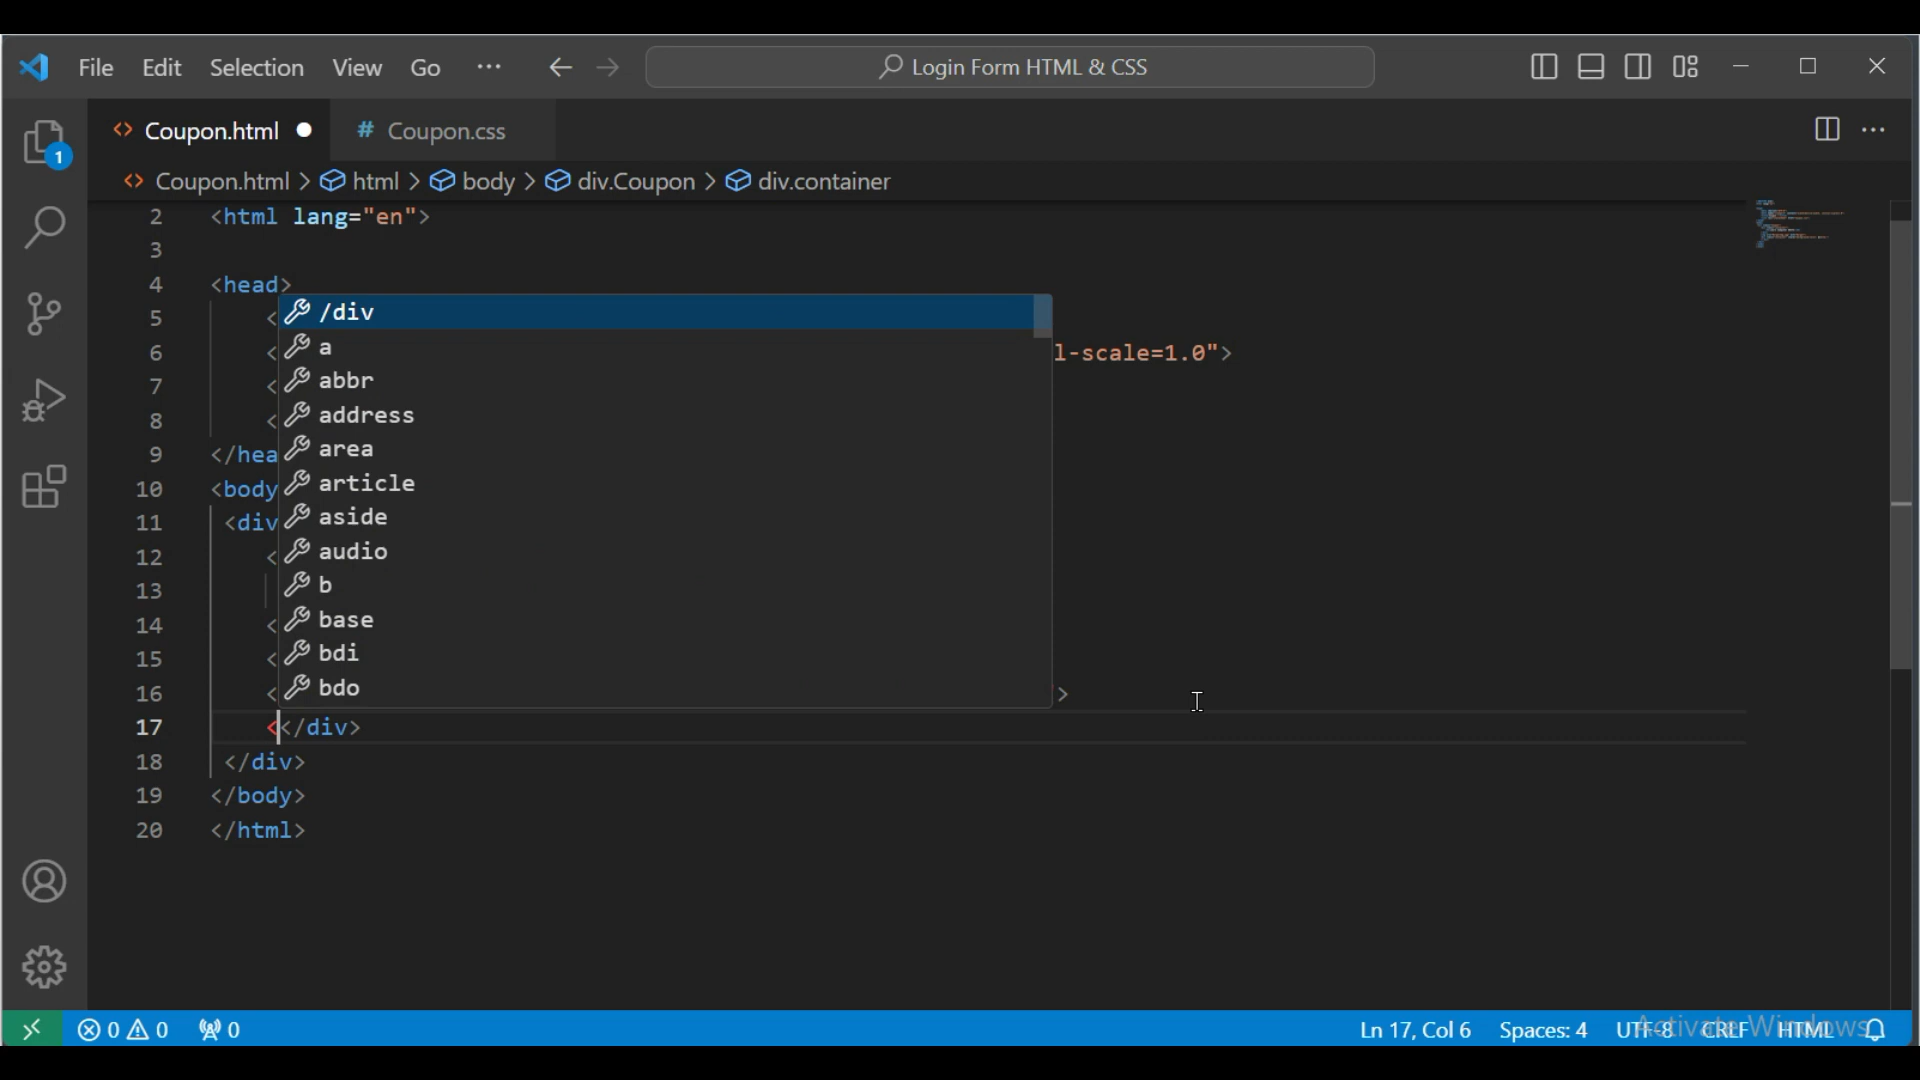 File Edit Selection View Go ··· Login Form HTML & CSS
Coupon.html # Coupon.css
Coupon.html > html > body > div.Coupon > div.container
2 <html lang="en">
3
4 <head>
/div
5 <
a
6 < l-scale=1.0">
abbr
7 <
address
8 <
area
9 </hea
article
10 <body
aside
11 <div
audio
12 <
b
13
base
14 <
bdi
15 <
bdo
16 < >
17 <</div>
18 </div>
19 </body>
20 </html>
1
0 0 0 Ln 17, Col 6 Spaces: 4 UTF-8 CRLF HTML
Activate Windows